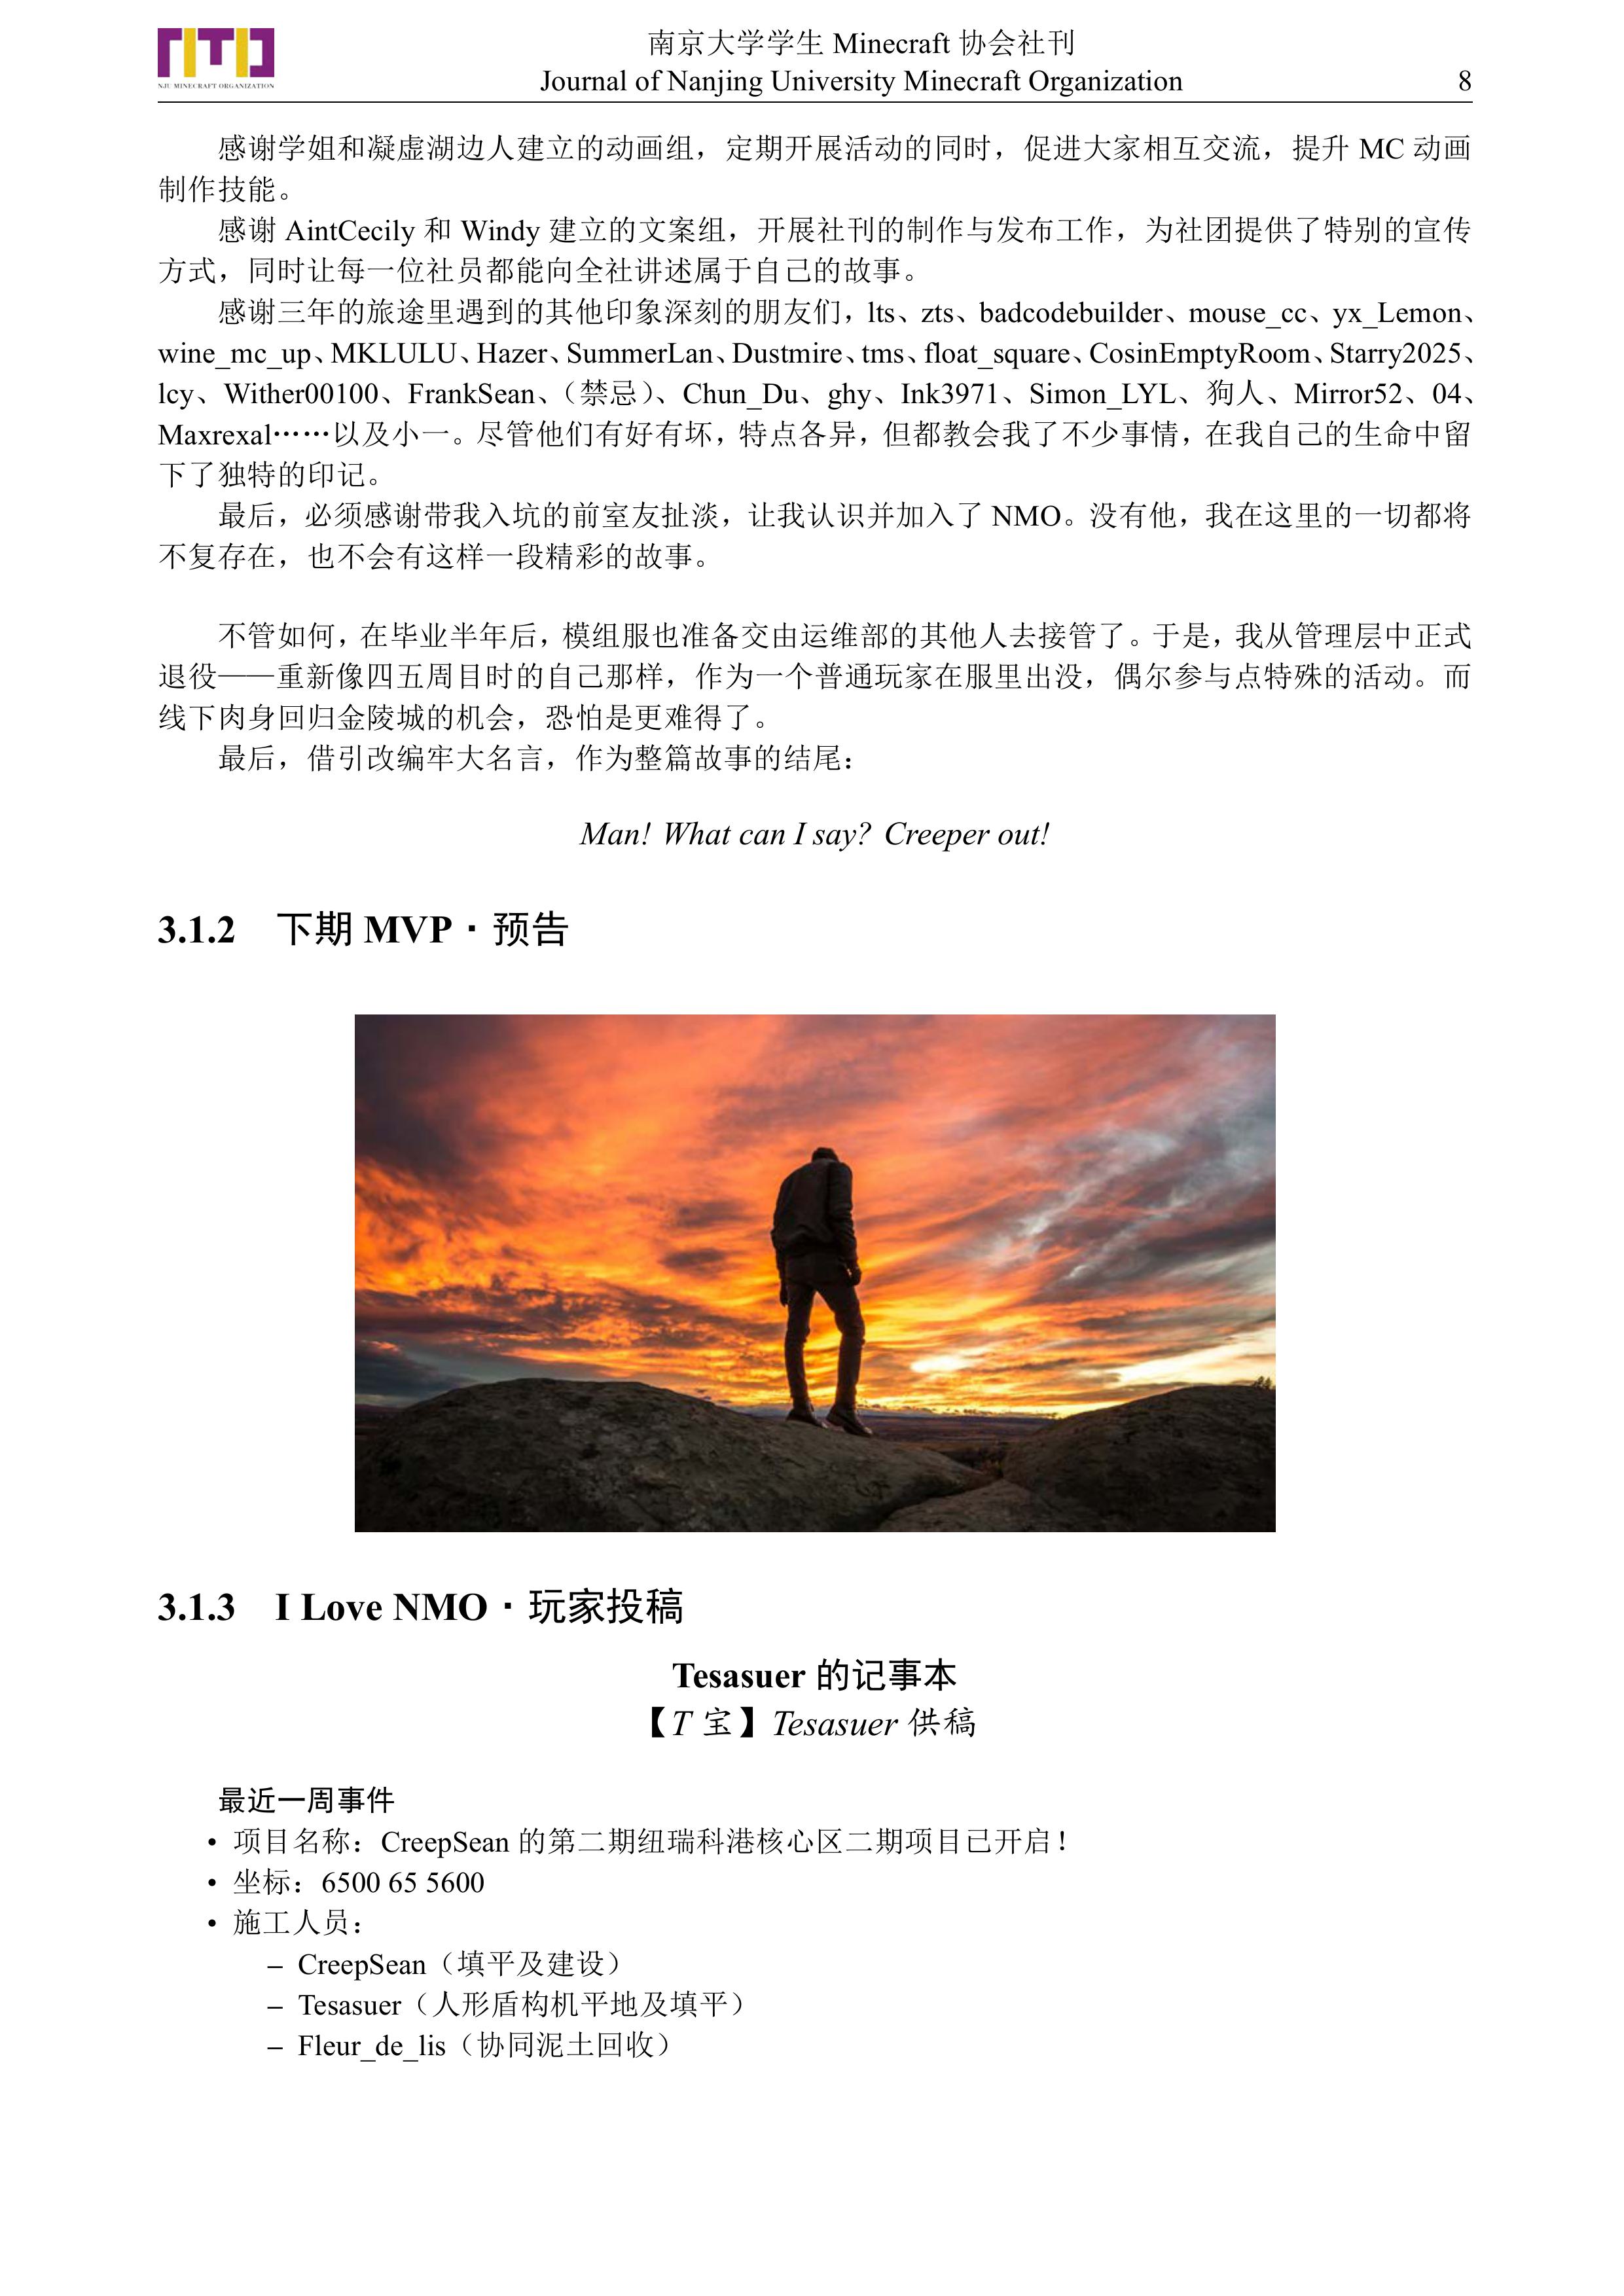 NJU MINECRAFT ORGANIZATION
南京大学学生 Minecraft 协会社刊
Journal of Nanjing University Minecraft Organization
8
感谢学姐和凝虚湖边人建立的动画组，定期开展活动的同时，促进大家相互交流，提升 MC 动画
制作技能。
感谢 AintCecily 和 Windy 建立的文案组，开展社刊的制作与发布工作，为社团提供了特别的宣传
方式，同时让每一位社员都能向全社讲述属于自己的故事。
感谢三年的旅途里遇到的其他印象深刻的朋友们，lts、zts、badcodebuilder、mouse_cc、yx_Lemon、
wine_mc_up、MKLULU、Hazer、SummerLan、Dustmire、tms、float_square、CosinEmptyRoom、Starry2025、
lcy、Wither00100、FrankSean、（禁忌）、Chun_Du、ghy、Ink3971、Simon_LYL、狗人、Mirror52、04、
Maxrexal……以及小一。尽管他们有好有坏，特点各异，但都教会我了不少事情，在我自己的生命中留
下了独特的印记。
最后，必须感谢带我入坑的前室友扯淡，让我认识并加入了 NMO。没有他，我在这里的一切都将
不复存在，也不会有这样一段精彩的故事。
不管如何，在毕业半年后，模组服也准备交由运维部的其他人去接管了。于是，我从管理层中正式
退役——重新像四五周目时的自己那样，作为一个普通玩家在服里出没，偶尔参与点特殊的活动。而
线下肉身回归金陵城的机会，恐怕是更难得了。
最后，借引改编牢大名言，作为整篇故事的结尾：
Man! What can I say? Creeper out!
3.1.2 下期 MVP · 预告
3.1.3 I Love NMO · 玩家投稿
Tesasuer 的记事本
【T 宝】Tesasuer 供稿
最近一周事件
• 项目名称：CreepSean 的第二期纽瑞科港核心区二期项目已开启！
• 坐标：6500 65 5600
• 施工人员：
– CreepSean（填平及建设）
– Tesasuer（人形盾构机平地及填平）
– Fleur_de_lis（协同泥土回收）